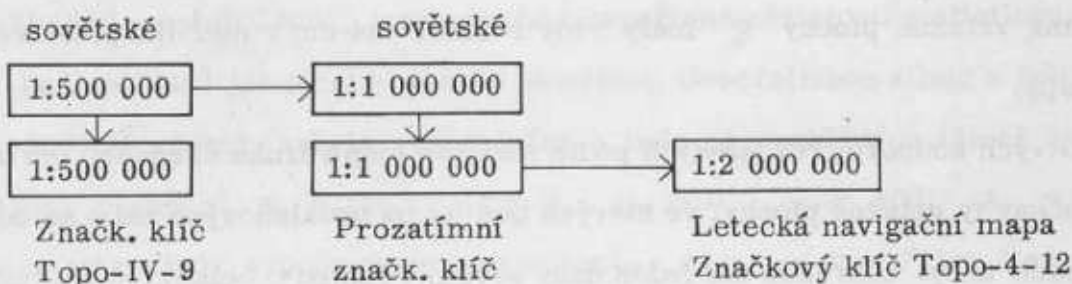 sovětské sovětské
1:500 000 1:1 000 000
1:500 000 1:1 000 000 1:2 000 000
Značk. klíč Prozatímní Letecká navigační mapa
Topo-IV-9 značk. klíč Značkový klíč Topo-4-12